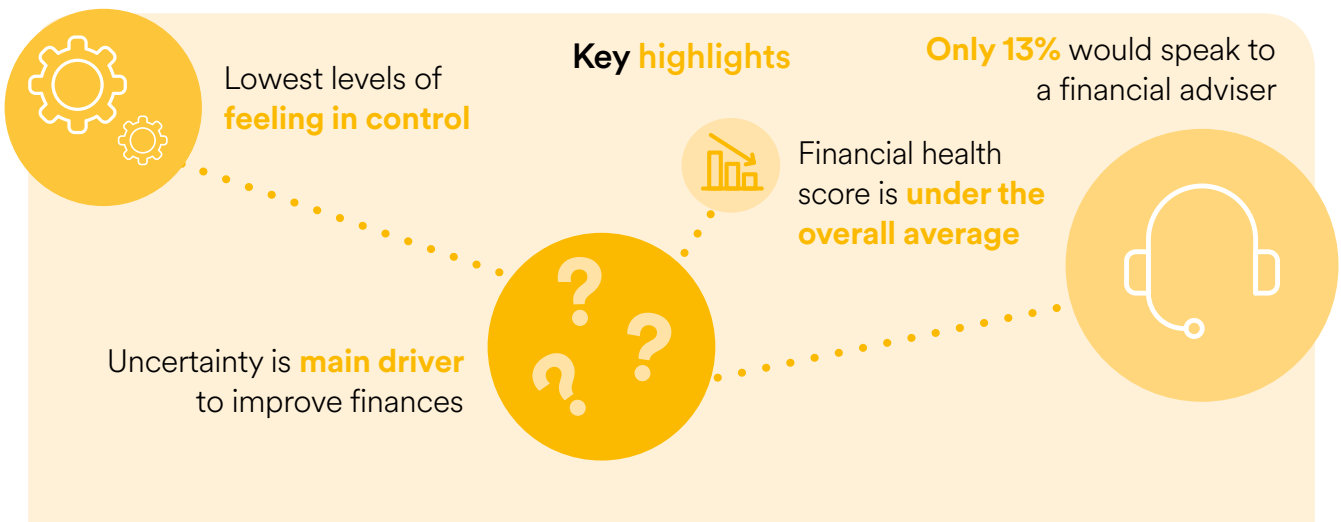 Key highlights
Lowest levels of
feeling in control
Only 13% would speak to
a financial adviser
Financial health
score is under the
overall average
Uncertainty is main driver
to improve finances
? ? ?